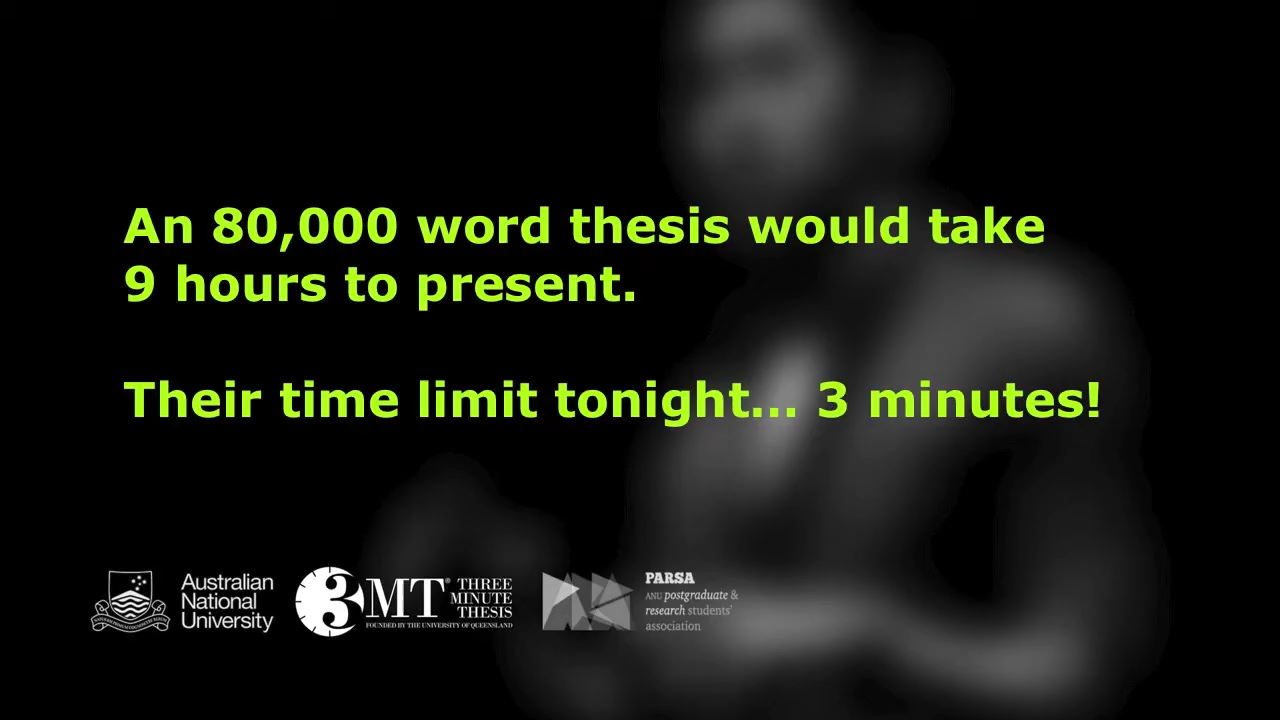 An 80,000 word thesis would take
9 hours to present.
Their time limit tonight... 3 minutes!
Australian
National
University
3MT® THREE
MINUTE
THESIS
FOUNDED BY THE UNIVERSITY OF QUEENSLAND
PARSA
ANU postgraduate &
research students'
association